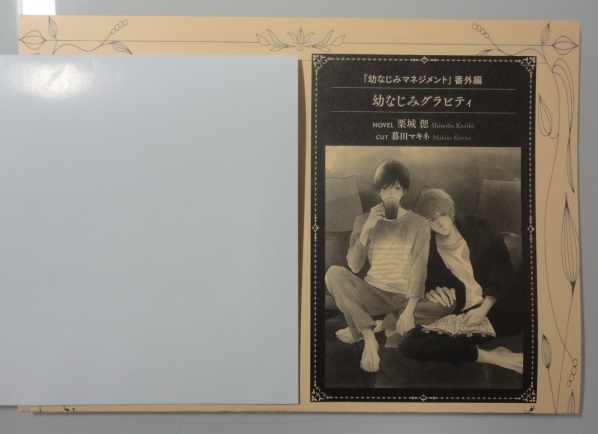 「幼なじみマネジメント」番外編
幼なじみグラビティ
NOVEL 栗城 偲 Shinobu Kuriki
CUT 暮田マキネ Makine Kureta